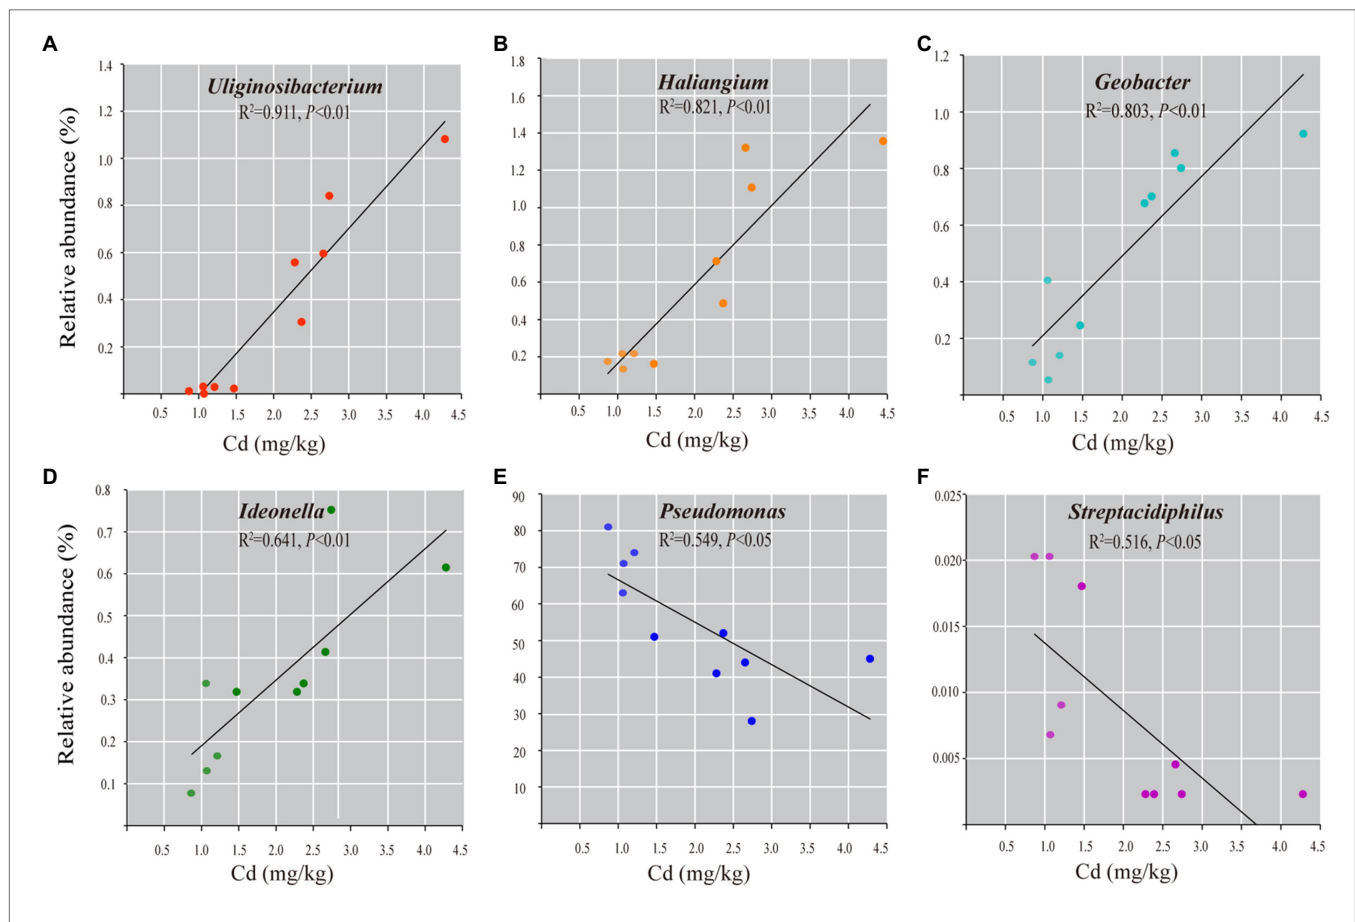 A
Uliginosibacterium
R²=0.911, P<0.01
1.4
1.2
1.0
0.8
0.6
0.4
0.2
Relative abundance (%)
0.5 1.0 1.5 2.0 2.5 3.0 3.5 4.0 4.5
Cd (mg/kg)
B
Haliangium
R²=0.821, P<0.01
1.8
1.6
1.4
1.2
1.0
0.8
0.6
0.4
0.2
0.5 1.0 1.5 2.0 2.5 3.0 3.5 4.0 4.5
Cd (mg/kg)
C
Geobacter
R²=0.803, P<0.01
1.2
1.0
0.8
0.6
0.4
0.2
0.5 1.0 1.5 2.0 2.5 3.0 3.5 4.0 4.5
Cd (mg/kg)
D
Ideonella
R²=0.641, P<0.01
0.8
0.7
0.6
0.5
0.4
0.3
0.2
0.1
Relative abundance (%)
0.5 1.0 1.5 2.0 2.5 3.0 3.5 4.0 4.5
Cd (mg/kg)
E
Pseudomonas
R²=0.549, P<0.05
90
80
70
60
50
40
30
20
10
0.5 1.0 1.5 2.0 2.5 3.0 3.5 4.0 4.5
Cd (mg/kg)
F
Streptacidiphilus
R²=0.516, P<0.05
0.025
0.020
0.015
0.010
0.005
0.5 1.0 1.5 2.0 2.5 3.0 3.5 4.0 4.5
Cd (mg/kg)